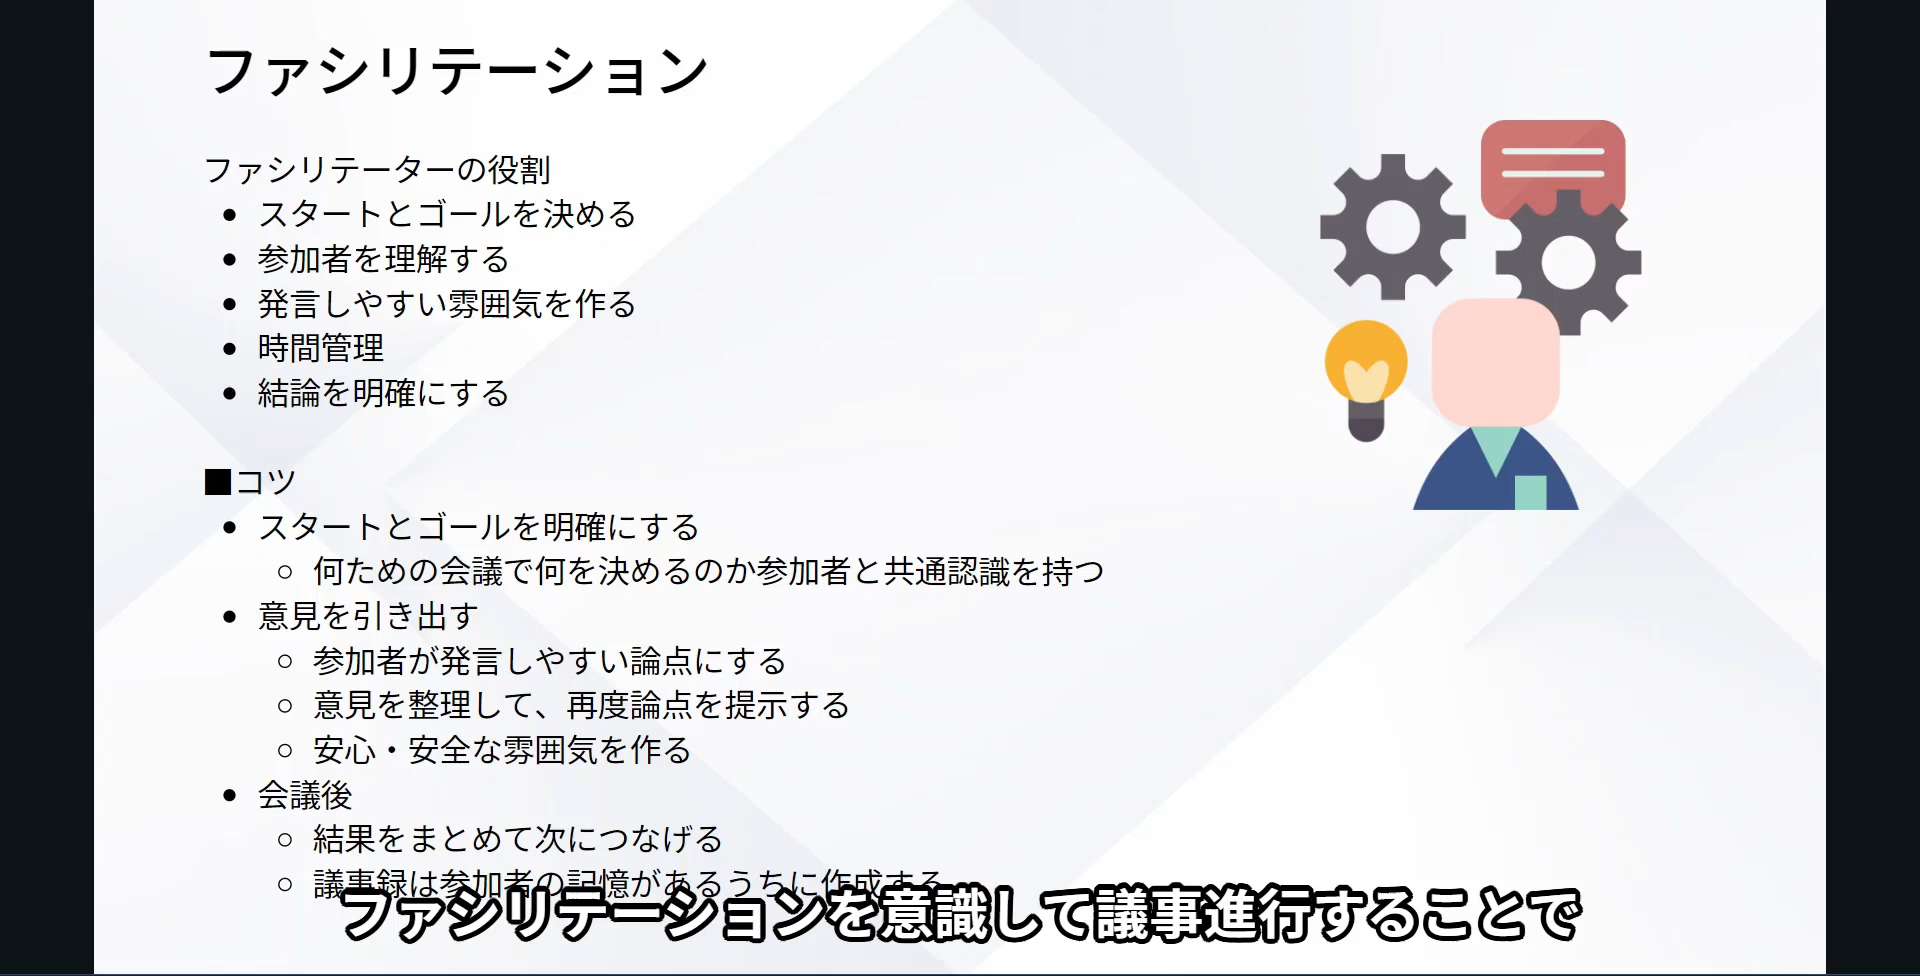 ファシリテーション
ファシリテーターの役割
● スタートとゴールを決める
● 参加者を理解する
● 発言しやすい雰囲気を作る
● 時間管理
● 結論を明確にする
■コツ
● スタートとゴールを明確にする
○ 何ための会議で何を決めるのか参加者と共通認識を持つ
● 意見を引き出す
○ 参加者が発言しやすい論点にする
○ 意見を整理して、再度論点を提示する
○ 安心・安全な雰囲気を作る
● 会議後
○ 結果をまとめて次につなげる
○ 議事録は参加者の記憶があるうちに作成する
ファシリテーションを意識して議事進行することで